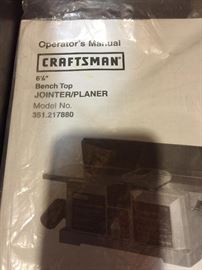 Operator's Manual
CRAFTSMAN
6⅛"
Bench Top
JOINTER/PLANER
Model No.
351.217880